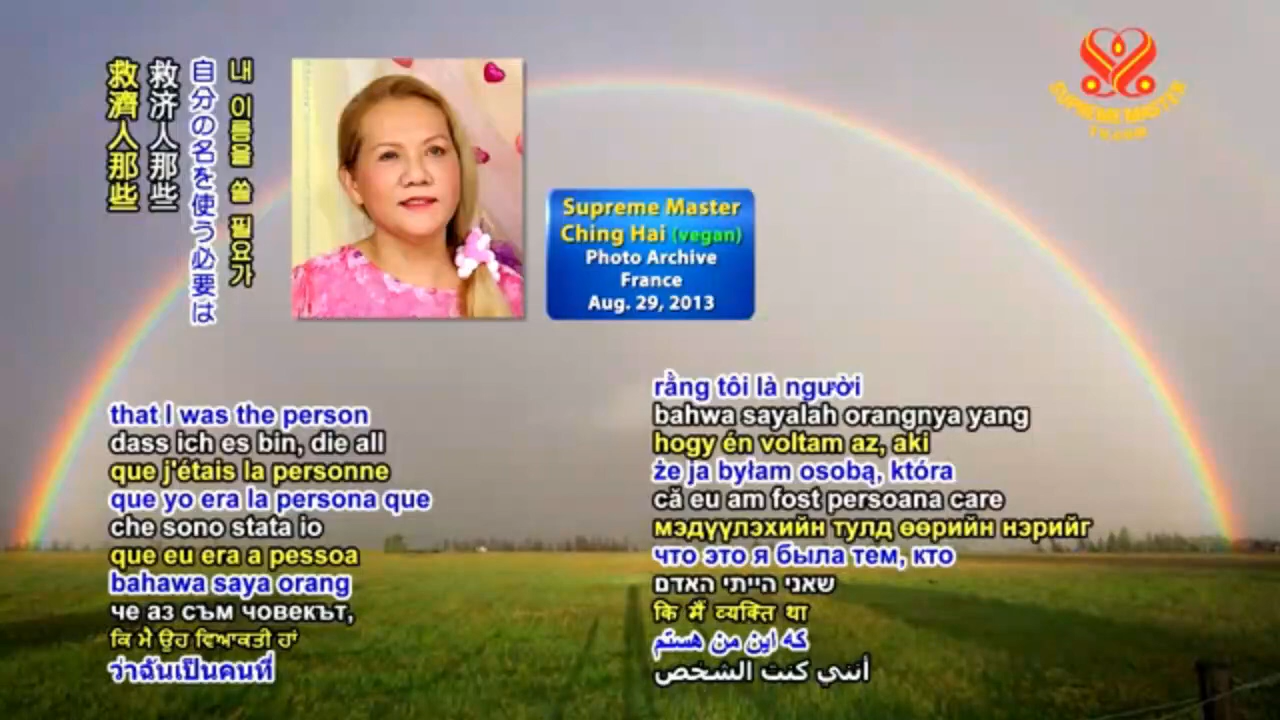 救濟人那些
救济人那些
自分の名を使う必要は
내 이름을 쓸 필요가
Supreme Master
Ching Hai (vegan)
Photo Archive
France
Aug. 29, 2013
SUPREME MASTER
TV.COM
that I was the person
dass ich es bin, die all
que j'étais la personne
que yo era la persona que
che sono stata io
que eu era a pessoa
bahawa saya orang
че аз съм човекът,
ਕਿ ਮੈਂ ਉਹ ਵਿਅਕਤੀ ਹਾਂ
ว่าฉันเป็นคนที่
rằng tôi là người
bahwa sayalah orangnya yang
hogy én voltam az, aki
że ja byłam osobą, która
că eu am fost persoana care
мэдүүлэхийн тулд өөрийн нэрийг
что это я была тем, кто
שאני הייתי האדם
कि मैं व्यक्ति था
که این من هستم
أنني كنت الشخص